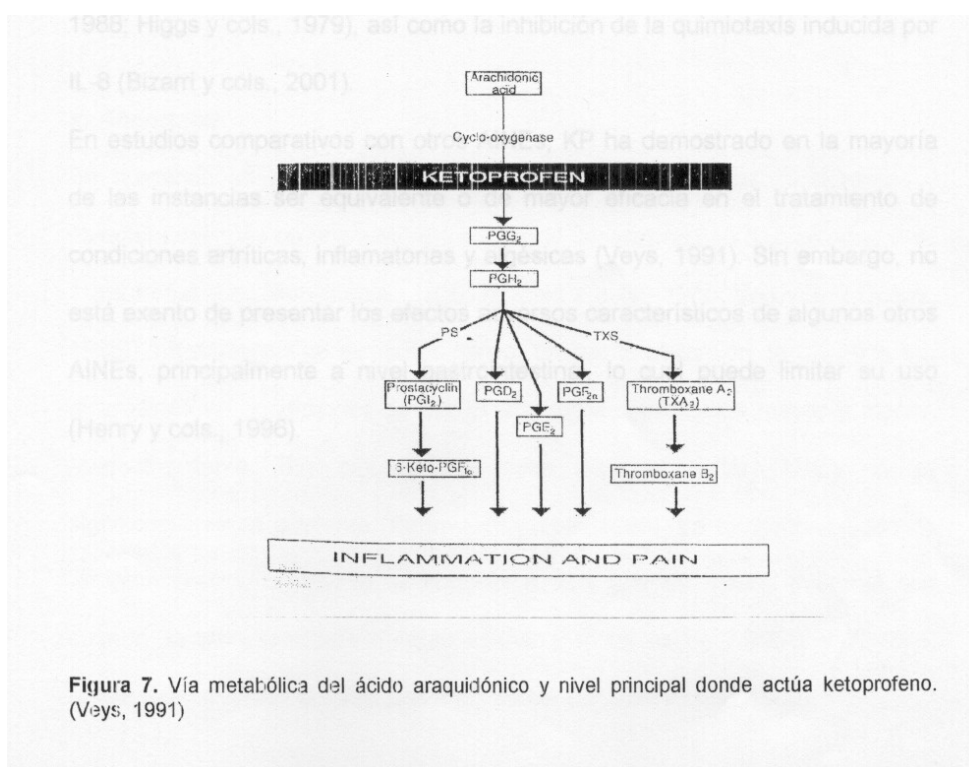 1988; Higgs y cols., 1979), así como la inhibición de la quimiotaxis inducida por
IL-8 (Bizarri y cols., 2001).
Arachidonic
acid
Cyclo-oxygenase
En estudios comparativos con otros AINEs, KP ha demostrado en la mayoría
KETOPROFEN
de las instancias ser equivalente o de mayor eficacia en el tratamiento de
PGG2
condiciones artríticas, inflamatorias y algésicas (Veys, 1991). Sin embargo, no
PGH2
está exento de presentar los efectos adversos característicos de algunos otros
PS
TXS
AINEs, principalmente a nivel gastrointestinal, lo cual puede limitar su uso
Prostacyclin
(PGI2)
PGD2
PGF2α
Thromboxane A2
(TXA2)
(Henry y cols., 1996).
PGE2
6-Keto-PGF1α
Thromboxane B2
INFLAMMATION AND PAIN
Figura 7. Vía metabólica del ácido araquidónico y nivel principal donde actúa ketoprofeno.
(Veys, 1991)